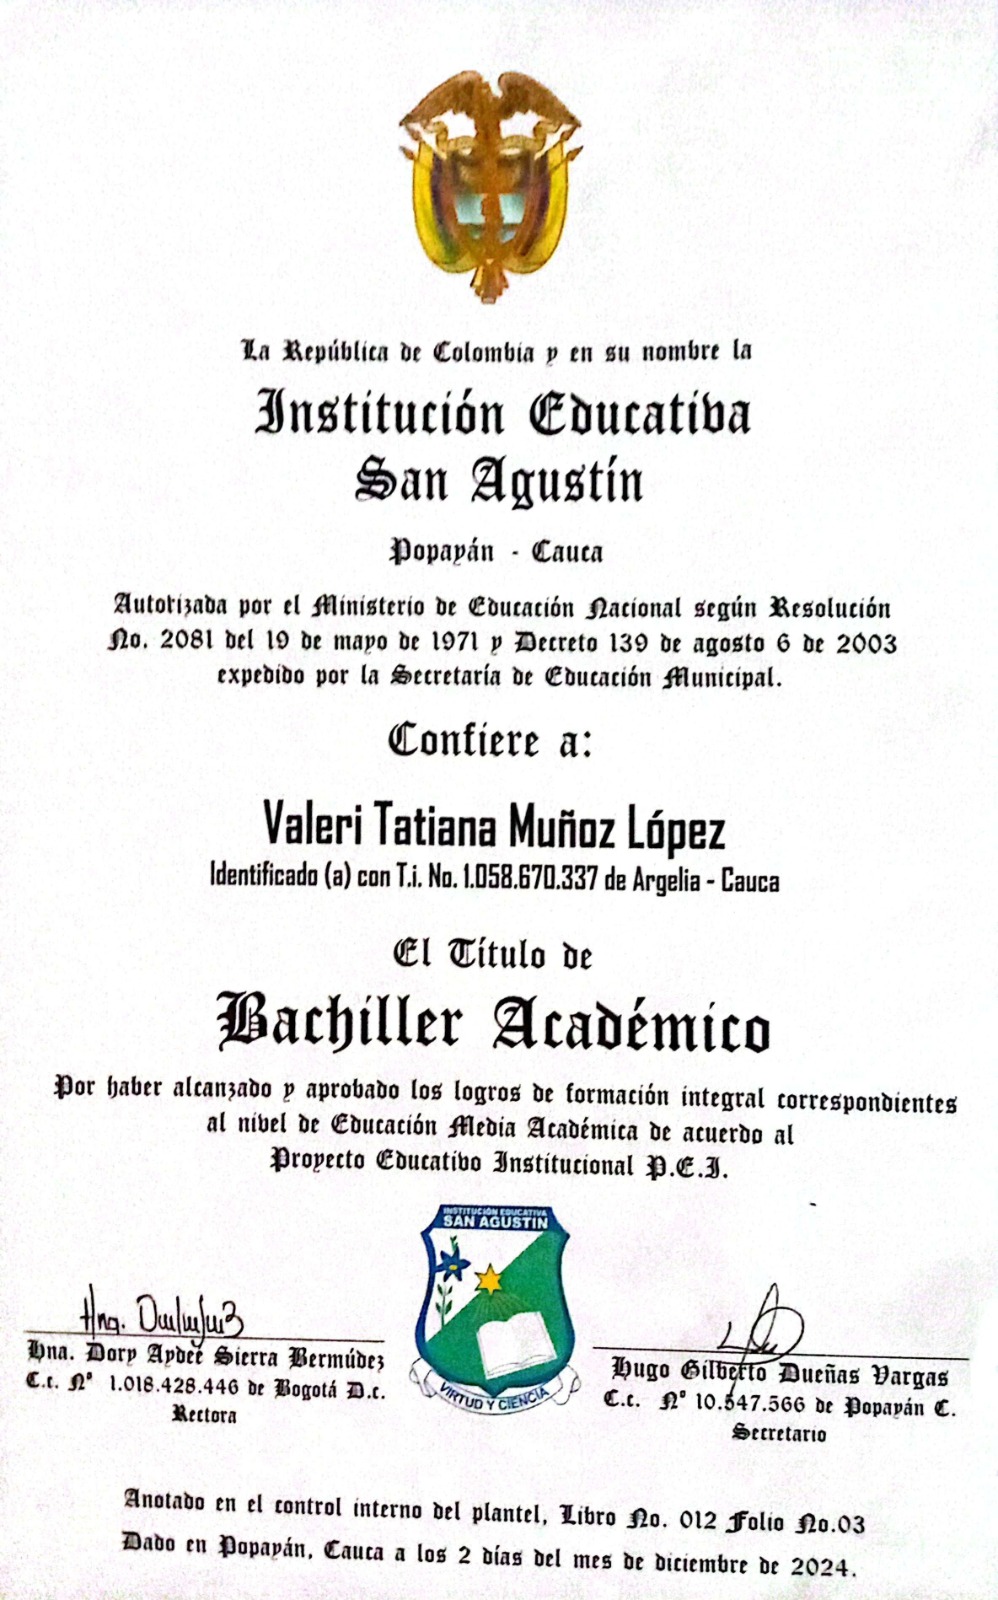 La República de Colombia y en su nombre la
Institución Educativa
San Agustín
Popayán - Cauca
Autorizada por el Ministerio de Educación Nacional según Resolución
No. 2081 del 19 de mayo de 1971 y Decreto 139 de agosto 6 de 2003
expedido por la Secretaría de Educación Municipal.
Confiere a:
Valeri Tatiana Muñoz López
Identificado (a) con T.i. No. 1.058.670.337 de Argelia - Cauca
El Título de
Bachiller Académico
Por haber alcanzado y aprobado los logros de formación integral correspondientes
al nivel de Educación Media Académica de acuerdo al
Proyecto Educativo Institucional P.E.I.
INSTITUCIÓN EDUCATIVA
SAN AGUSTIN
VIRTUD Y CIENCIA
Hna.
Hna. Dory Aydeé Sierra Bermúdez
C.c. Nº 1.018.428.446 de Bogotá D.c.
Rectora
Hugo Gilberto Dueñas Vargas
C.c. Nº 10.547.566 de Popayán C.
Secretario
Anotado en el control interno del plantel, Libro No. 012 Folio No.03
Dado en Popayán, Cauca a los 2 días del mes de diciembre de 2024.